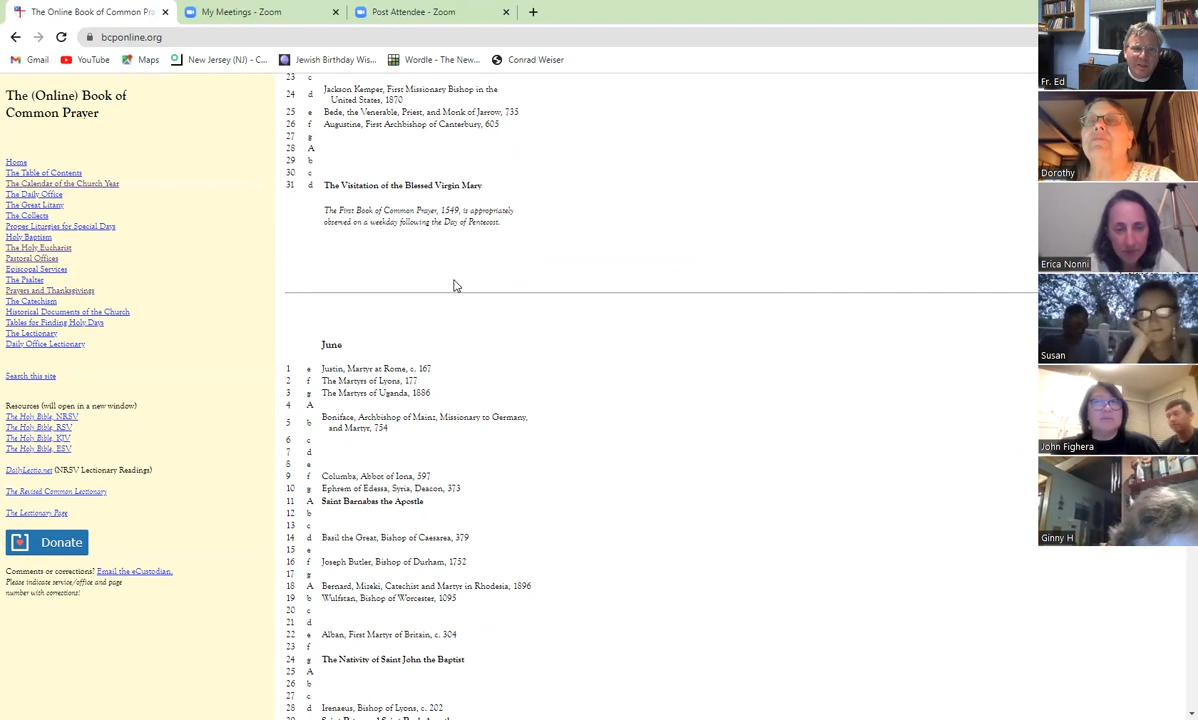 The Online Book of Common Pra
My Meetings - Zoom
Post Attendee - Zoom
bcponline.org
Gmail
YouTube
Maps
New Jersey (NJ) - C...
Jewish Birthday Wis...
Wordle - The New...
Conrad Weiser
The (Online) Book of
Common Prayer
Home
The Table of Contents
The Calendar of the Church Year
The Daily Office
The Great Litany
The Collects
Proper Liturgies for Special Days
Holy Baptism
The Holy Eucharist
Pastoral Offices
Episcopal Services
The Psalter
Prayers and Thanksgivings
The Catechism
Historical Documents of the Church
Tables for Finding Holy Days
The Lectionary
Daily Office Lectionary
Search this site
Resources (will open in a new window)
The Holy Bible, NRSV
The Holy Bible, RSV
The Holy Bible, KJV
The Holy Bible, ESV
DailyLectio.net (NRSV Lectionary Readings)
The Revised Common Lectionary
The Lectionary Page
Donate
Comments or corrections? Email the eCustodian.
Please indicate service/office and page
number with corrections!
23 c
24 d Jackson Kemper, First Missionary Bishop in the
United States, 1870
25 e Bede, the Venerable, Priest, and Monk of Jarrow, 735
26 f Augustine, First Archbishop of Canterbury, 605
27 g
28 A
29 b
30 c
31 d The Visitation of the Blessed Virgin Mary
The First Book of Common Prayer, 1549, is appropriately
observed on a weekday following the Day of Pentecost.
June
1 e Justin, Martyr at Rome, c. 167
2 f The Martyrs of Lyons, 177
3 g The Martyrs of Uganda, 1886
4 A
5 b Boniface, Archbishop of Mainz, Missionary to Germany,
and Martyr, 754
6 c
7 d
8 e
9 f Columba, Abbot of Iona, 597
10 g Ephrem of Edessa, Syria, Deacon, 373
11 A Saint Barnabas the Apostle
12 b
13 c
14 d Basil the Great, Bishop of Caesarea, 379
15 e
16 f Joseph Butler, Bishop of Durham, 1752
17 g
18 A Bernard, Mizeki, Catechist and Martyr in Rhodesia, 1896
19 b Wulfstan, Bishop of Worcester, 1095
20 c
21 d
22 e Alban, First Martyr of Britain, c. 304
23 f
24 g The Nativity of Saint John the Baptist
25 A
26 b
27 c
28 d Irenaeus, Bishop of Lyons, c. 202
Fr. Ed
Dorothy
Erica Nonni
Susan
John Fighera
Ginny H